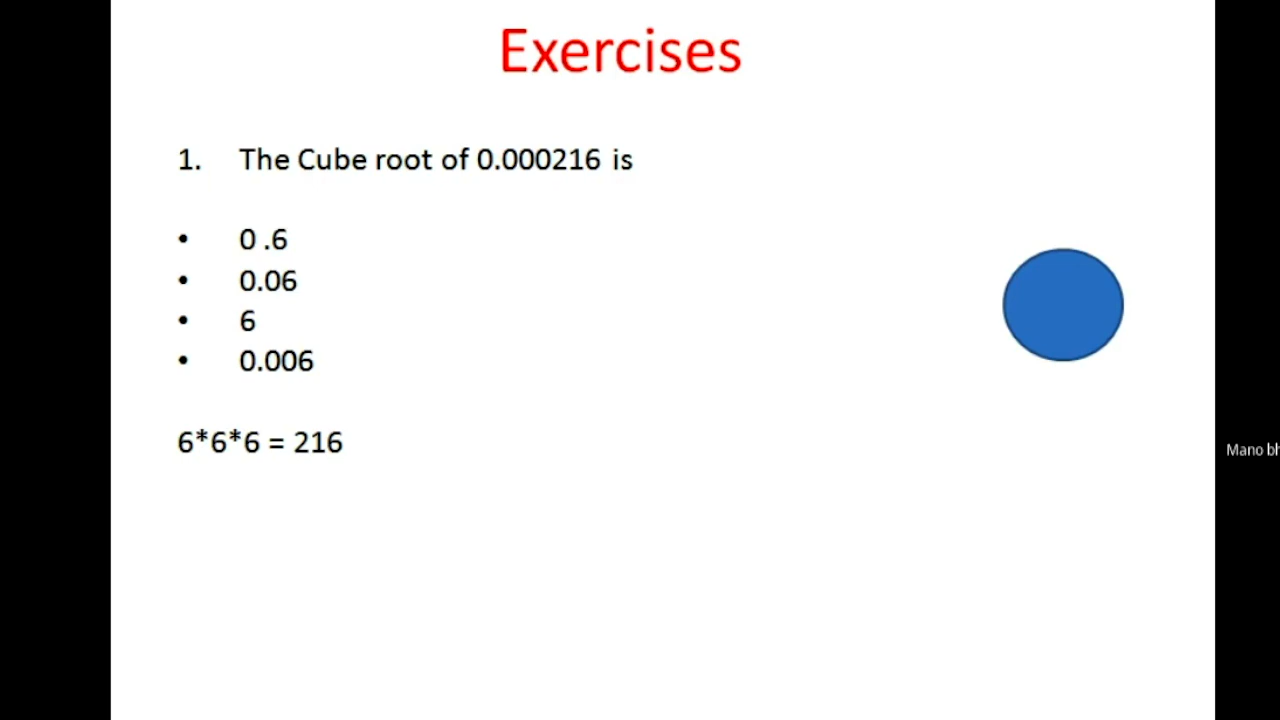 Exercises
1. The Cube root of 0.000216 is
• 0 .6
• 0.06
• 6
• 0.006
6*6*6 = 216
Mano